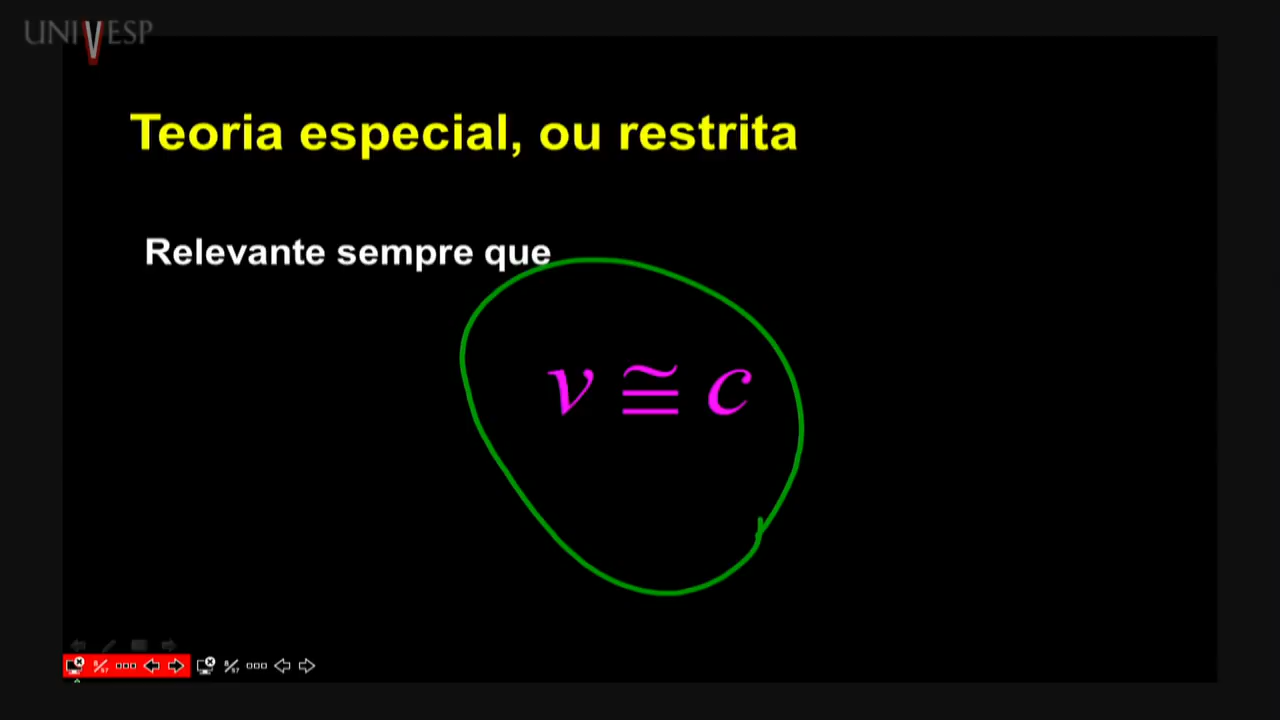 UNIVESP
Teoria especial, ou restrita
Relevante sempre que
v ≅ c